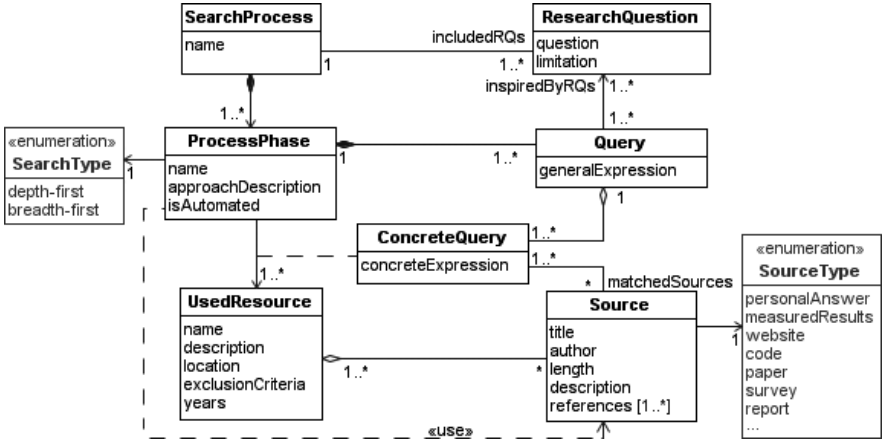 SearchProcess
name
includedRQs
1
1..*
ResearchQuestion
question
limitation
inspiredByRQs
1..*
1..*
1..*
«enumeration»
SearchType
depth-first
breadth-first
1
ProcessPhase
name
approachDescription
isAutomated
1
1..*
Query
generalExpression
1
1..*
1..*
ConcreteQuery
concreteExpression
1..*
matchedSources
*
UsedResource
name
description
location
exclusionCriteria
years
1..*
*
Source
title
author
length
description
references [1..*]
1
«enumeration»
SourceType
personalAnswer
measuredResults
website
code
paper
survey
report
...
«use»